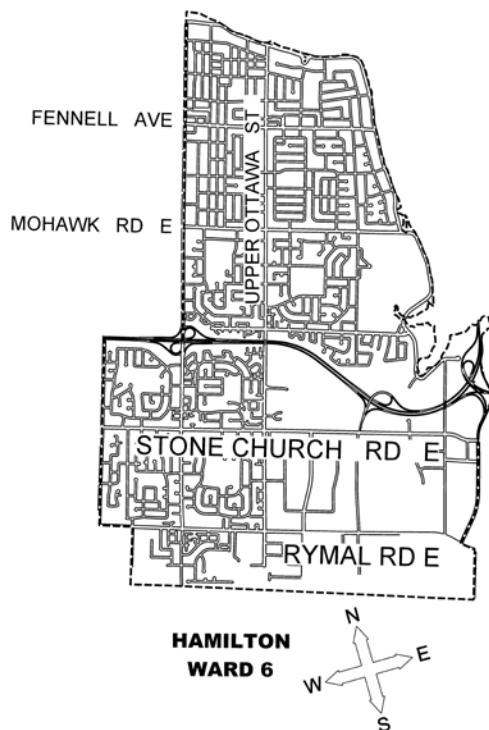 FENNELL AVE
UPPER OTTAWA ST
MOHAWK RD E
STONE CHURCH RD E
RYMAL RD E
HAMILTON
WARD 6
N
E
W
S